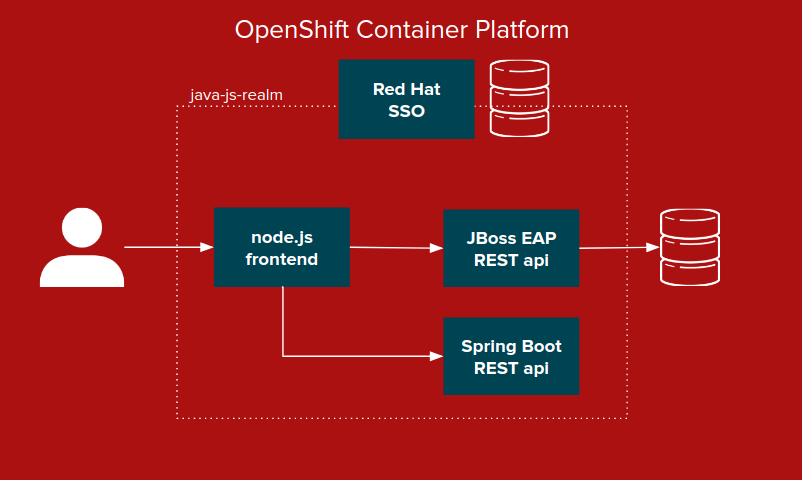 OpenShift Container Platform
java-js-realm
Red Hat
SSO
node.js
frontend
JBoss EAP
REST api
Spring Boot
REST api